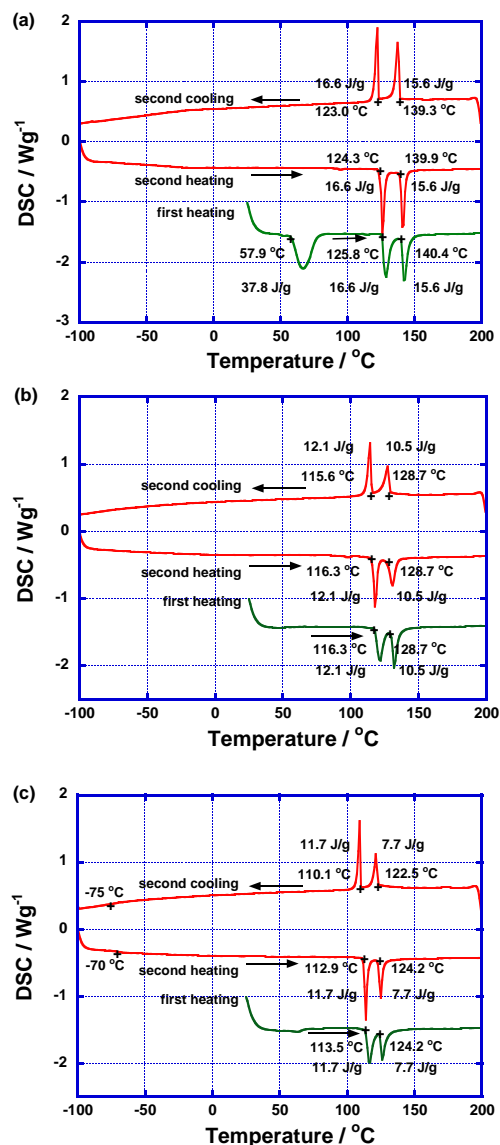 (a)
2
16.6 J/g 15.6 J/g
1
second cooling 123.0 °C 139.3 °C
0
124.3 °C 139.9 °C
second heating 16.6 J/g 15.6 J/g
-1
first heating
57.9 °C 125.8 °C 140.4 °C
-2
37.8 J/g 16.6 J/g 15.6 J/g
-3
DSC / Wg-1
-100 -50 0 50 100 150 200
Temperature / °C
(b)
2
12.1 J/g 10.5 J/g
1
115.6 °C 128.7 °C
second cooling
0
second heating 116.3 °C 128.7 °C
12.1 J/g 10.5 J/g
-1
first heating
116.3 °C 128.7 °C
12.1 J/g 10.5 J/g
-2
DSC / Wg-1
-100 -50 0 50 100 150 200
Temperature / °C
(c)
2
11.7 J/g 7.7 J/g
1
-75 °C second cooling 110.1 °C 122.5 °C
0
-70 °C second heating 112.9 °C 124.2 °C
11.7 J/g 7.7 J/g
-1
first heating
113.5 °C 124.2 °C
11.7 J/g 7.7 J/g
-2
DSC / Wg-1
-100 -50 0 50 100 150 200
Temperature / °C